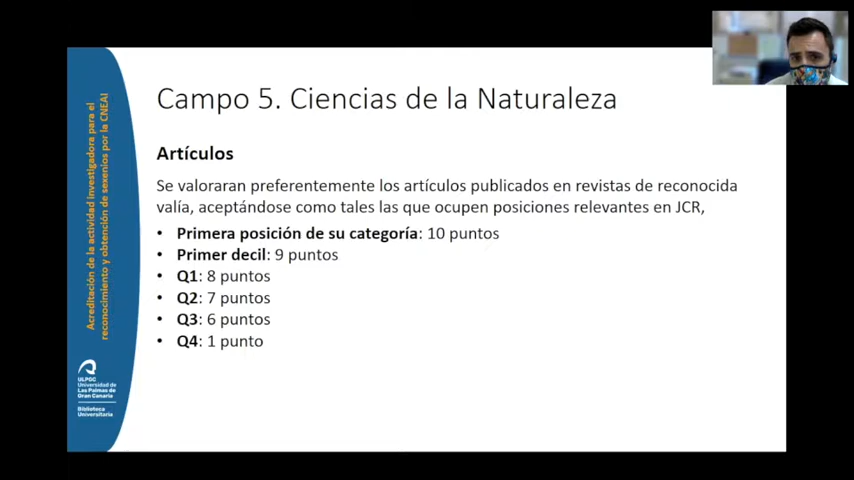 Campo 5. Ciencias de la Naturaleza
Artículos
Se valoraran preferentemente los artículos publicados en revistas de reconocida
valía, aceptándose como tales las que ocupen posiciones relevantes en JCR,
• Primera posición de su categoría: 10 puntos
• Primer decil: 9 puntos
• Q1: 8 puntos
• Q2: 7 puntos
• Q3: 6 puntos
• Q4: 1 punto
Acreditación de la actividad investigadora para el
reconocimiento y obtención de sexenios por la CNEAI
ULPGC
Universidad de
Las Palmas de
Gran Canaria
Biblioteca
Universitaria